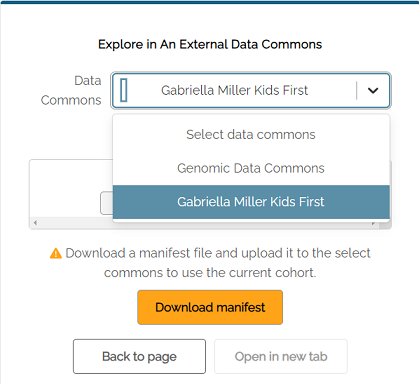 Explore in An External Data Commons
Data
Commons
Gabriella Miller Kids First
Select data commons
Genomic Data Commons
Gabriella Miller Kids First
Download a manifest file and upload it to the select
commons to use the current cohort.
Download manifest
Back to page
Open in new tab